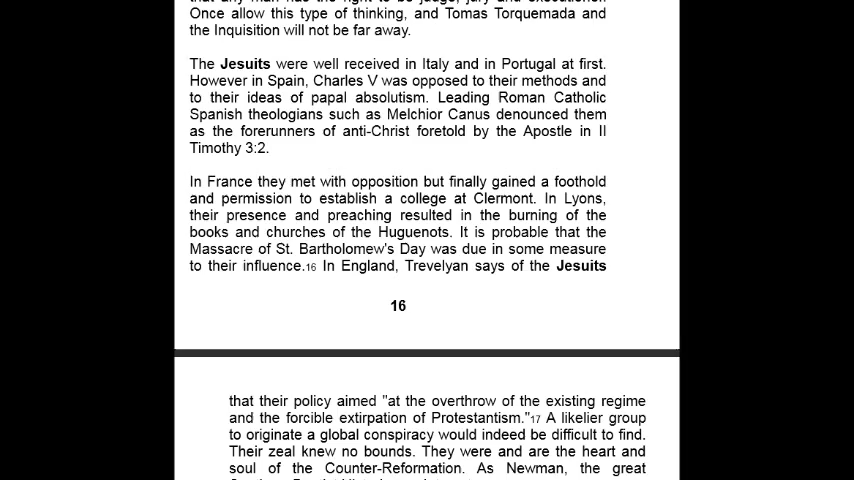 Once allow this type of thinking, and Tomas Torquemada and
the Inquisition will not be far away.
The Jesuits were well received in Italy and in Portugal at first.
However in Spain, Charles V was opposed to their methods and
to their ideas of papal absolutism. Leading Roman Catholic
Spanish theologians such as Melchior Canus denounced them
as the forerunners of anti-Christ foretold by the Apostle in II
Timothy 3:2.
In France they met with opposition but finally gained a foothold
and permission to establish a college at Clermont. In Lyons,
their presence and preaching resulted in the burning of the
books and churches of the Huguenots. It is probable that the
Massacre of St. Bartholomew's Day was due in some measure
to their influence.16 In England, Trevelyan says of the Jesuits
16
that their policy aimed "at the overthrow of the existing regime
and the forcible extirpation of Protestantism."17 A likelier group
to originate a global conspiracy would indeed be difficult to find.
Their zeal knew no bounds. They were and are the heart and
soul of the Counter-Reformation. As Newman, the great